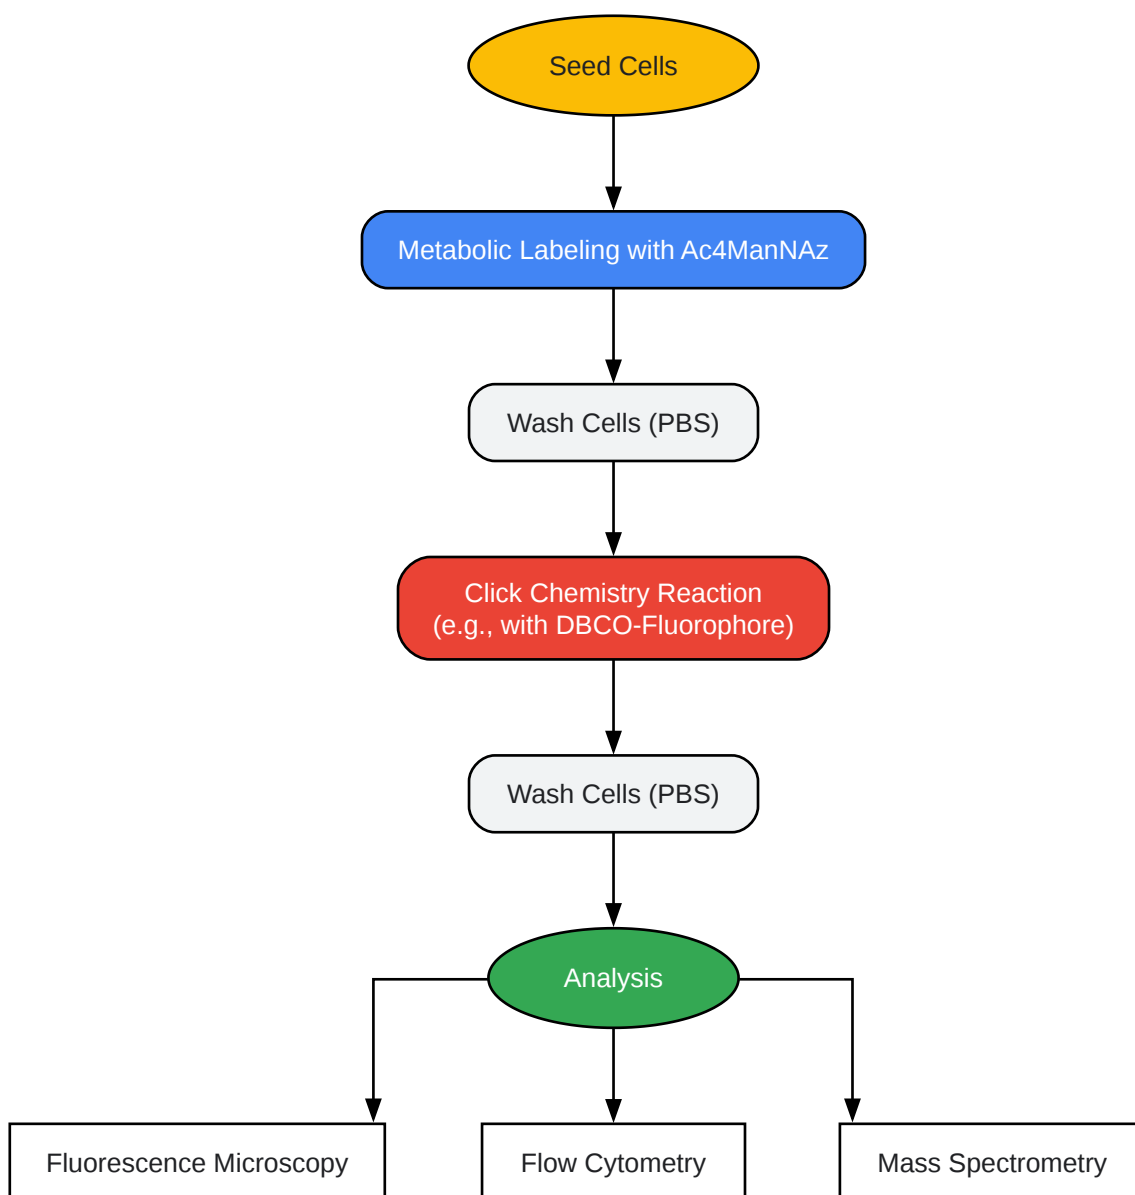 Seed Cells
Metabolic Labeling with Ac4ManNAz
Wash Cells (PBS)
Click Chemistry Reaction
(e.g., with DBCO-Fluorophore)
Wash Cells (PBS)
Analysis
Fluorescence Microscopy
Flow Cytometry
Mass Spectrometry